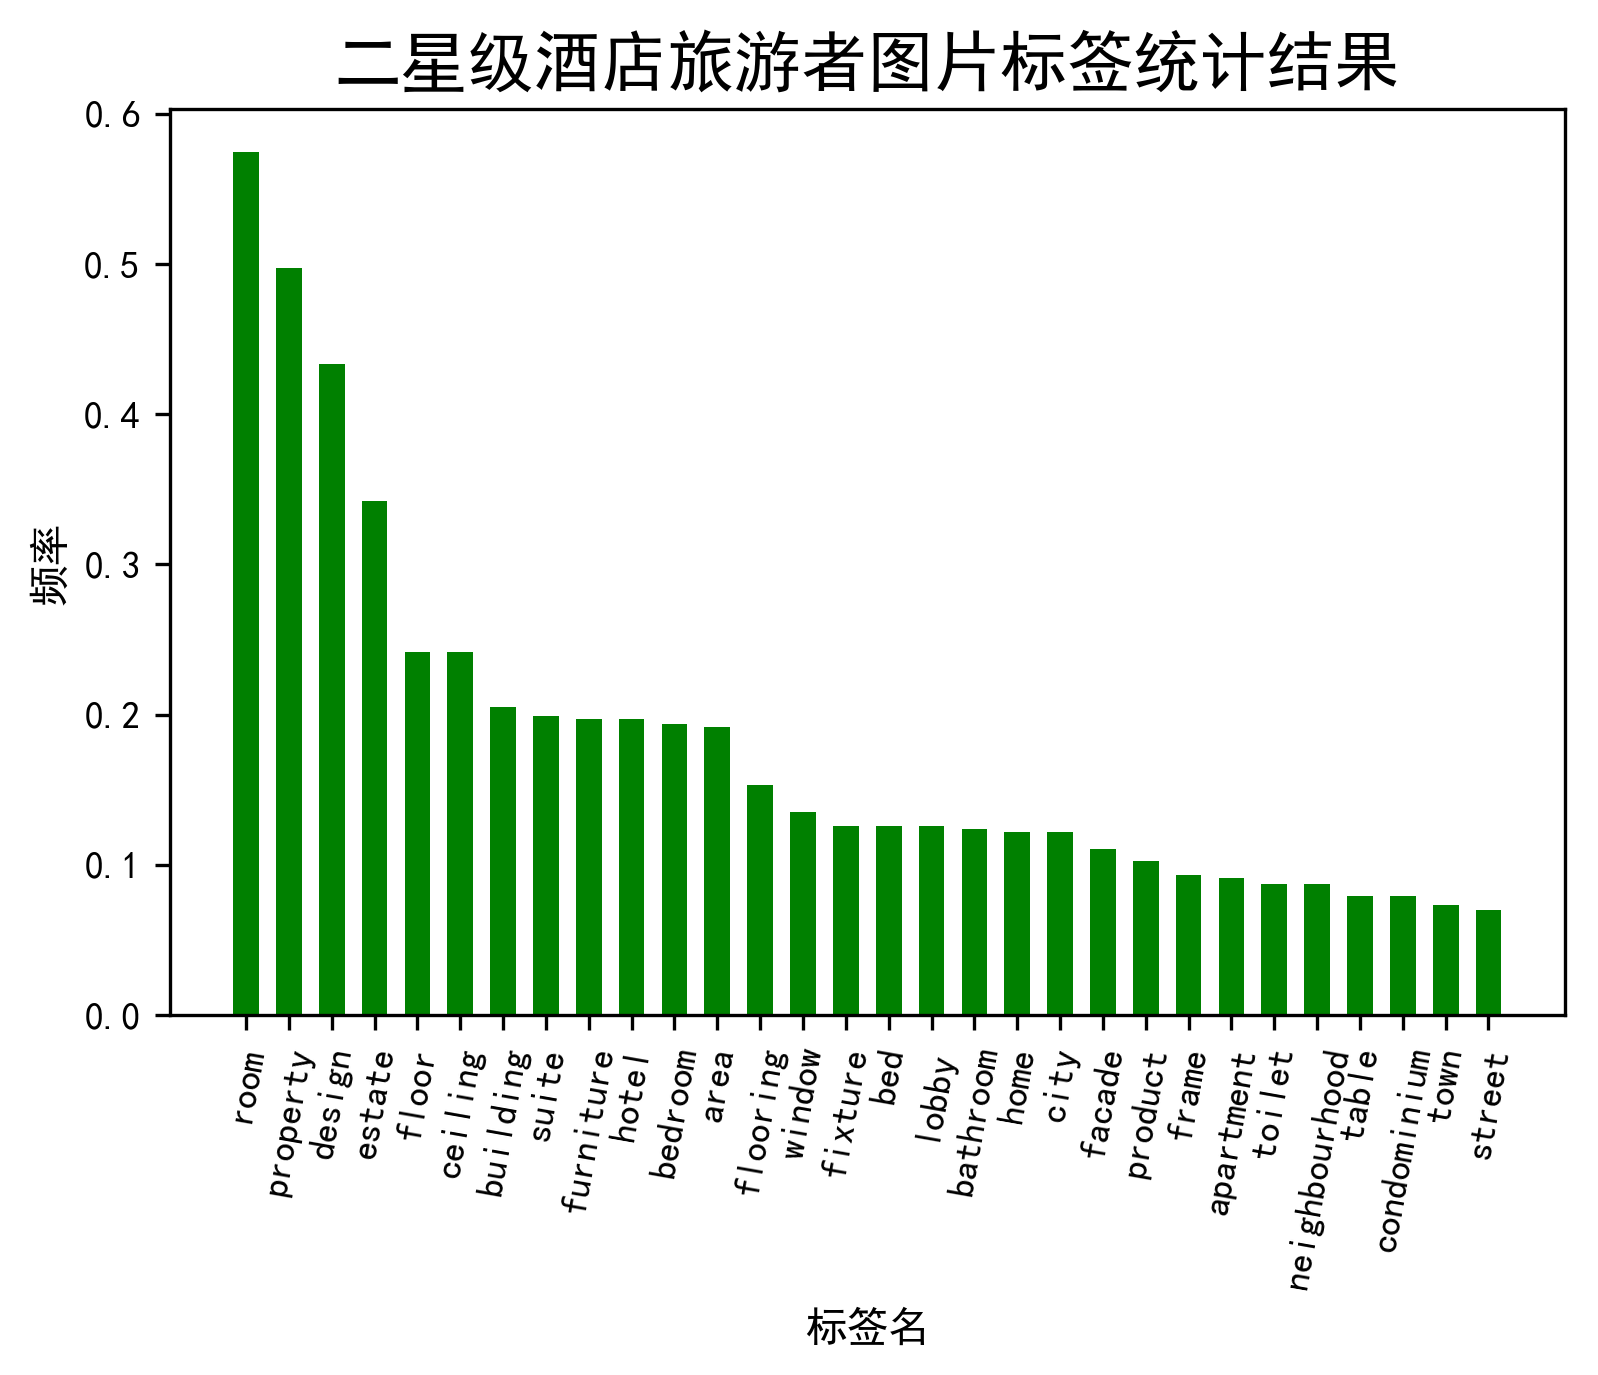 二星级酒店旅游者图片标签统计结果
0.6
0.5
0.4
0.3
0.2
0.1
0.0
频率
room
property
design
estate
floor
ceiling
building
suite
furniture
hotel
bedroom
area
flooring
window
fixture
bed
lobby
bathroom
home
city
facade
product
frame
apartment
toilet
neighbourhood
table
condominium
town
street
标签名